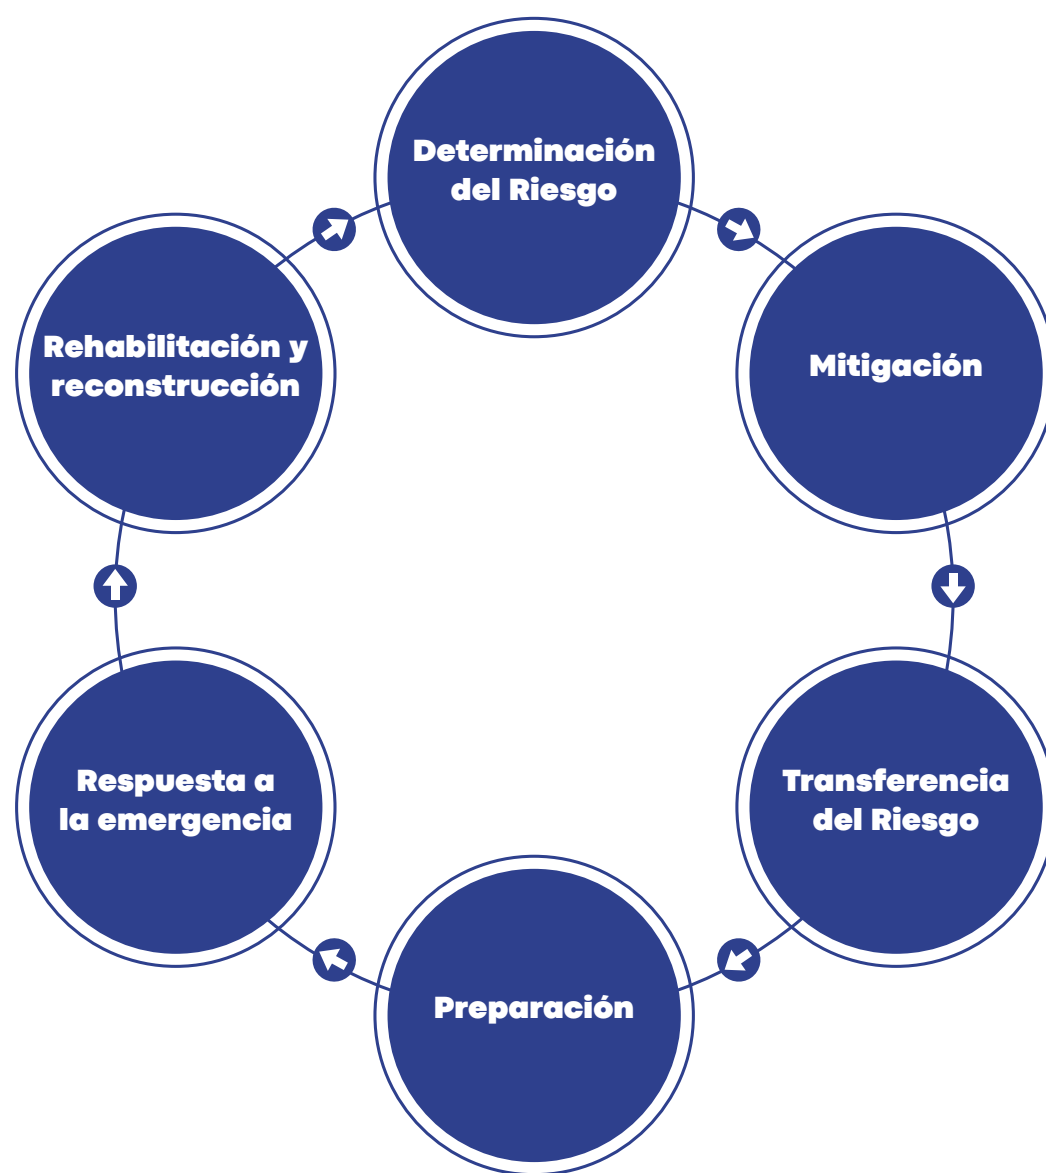 Determinación
del Riesgo
Mitigación
Transferencia
del Riesgo
Preparación
Respuesta a
la emergencia
Rehabilitación y
reconstrucción